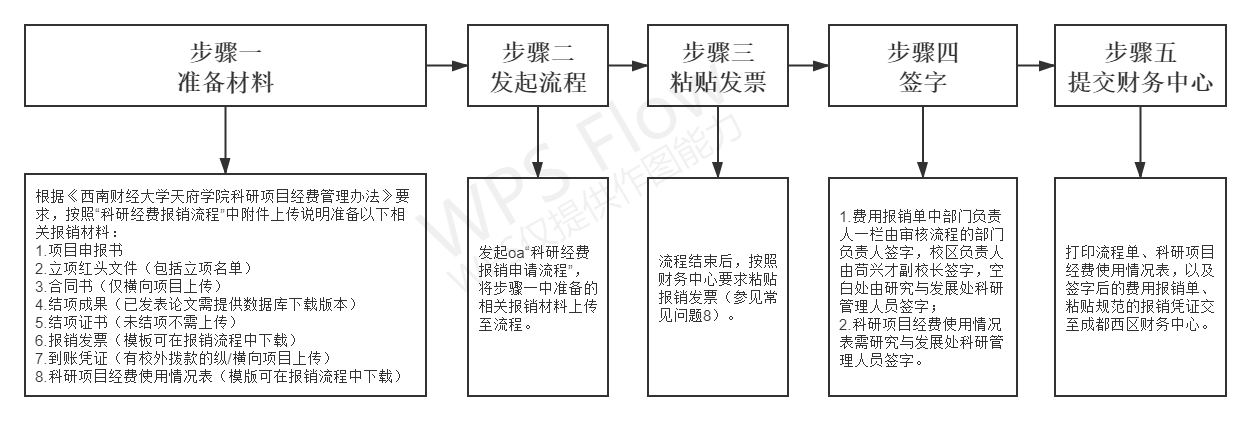 步骤一
准备材料
步骤二
发起流程
步骤三
粘贴发票
步骤四
签字
步骤五
提交财务中心
根据《西南财经大学天府学院科研项目经费管理办法》要
求，按照“科研经费报销流程”中附件上传说明准备以下相
关报销材料：
1.项目申报书
2.立项红头文件（包括立项名单）
3.合同书（仅横向项目上传）
4.结项成果（已发表论文需提供数据库下载版本）
5.结项证书（未结项不需上传）
6.报销发票（模板可在报销流程中下载）
7.到账凭证（有校外拨款的纵/横向项目上传）
8.科研项目经费使用情况表（模版可在报销流程中下载）
发起oa“科研经费
报销申请流程”，
将步骤一中准备的
相关报销材料上传
至流程。
流程结束后，按照
财务中心要求粘贴
报销发票（参见常
见问题8）。
1.费用报销单中部门负责
人一栏由审核流程的部门
负责人签字，校区负责人
由苟兴才副校长签字，空
白处由研究与发展处科研
管理人员签字；
2.科研项目经费使用情况
表需研究与发展处科研管
理人员签字。
打印流程单、科研项目
经费使用情况表，以及
签字后的费用报销单、
粘贴规范的报销凭证交
至成都西区财务中心。
WPS Flow
WPS仅提供作图能力